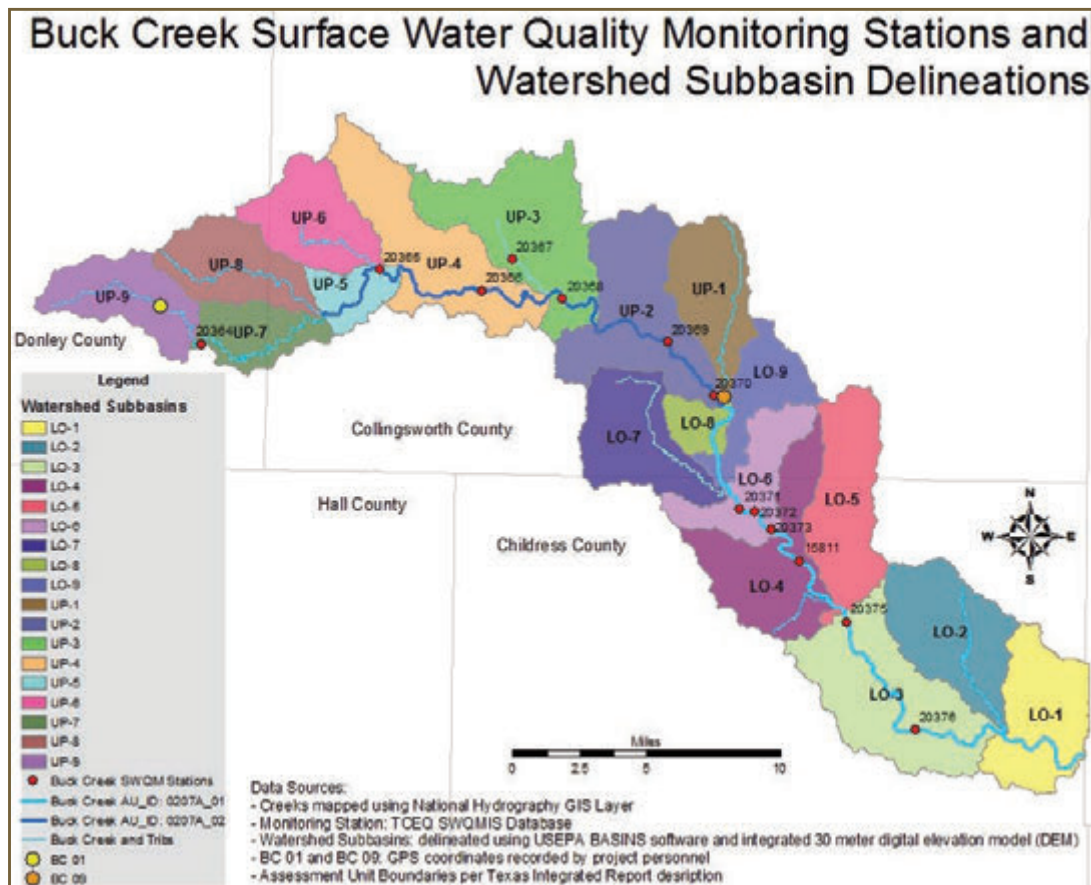 Buck Creek Surface Water Quality Monitoring Stations and
Watershed Subbasin Delineations
UP-6
UP-3
20367
20365
UP-4
UP-8
UP-5
20366
20368
UP-1
UP-2
UP-9
20364
UP-7
20369
Donley County
LO-9
20370
LO-8
Collingsworth County
LO-7
LO-6
LO-5
Hall County
20371
20372
20373
Childress County
15811
N
W
E
S
LO-4
20375
LO-2
LO-3
LO-1
20376
Legend
Watershed Subbasins
LO-1
LO-2
LO-3
LO-4
LO-5
LO-6
LO-7
LO-8
LO-9
UP-1
UP-2
UP-3
UP-4
UP-5
UP-6
UP-7
UP-8
UP-9
Buck Creek SWQM Stations
Buck Creek AU_ID: 0207A_01
Buck Creek AU_ID: 0207A_02
Buck Creek and Tribs
BC 01
BC 09
Miles
0 2.5 5 10
Data Sources:
- Creeks mapped using National Hydrography GIS Layer
- Monitoring Station: TCEQ SWQMIS Database
- Watershed Subbasins: delineated using USEPA BASINS software and integrated 30 meter digital elevation model (DEM)
- BC 01 and BC 09: GPS coordinates recorded by project personnel
- Assessment Unit Boundaries per Texas Integrated Report desription